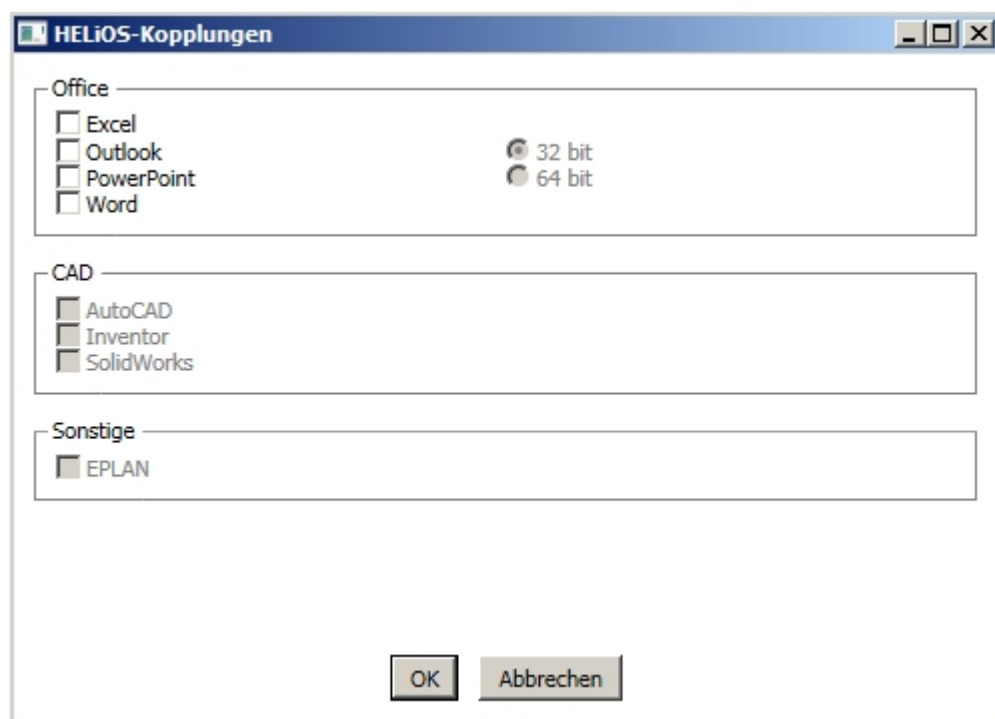 HELiOS-Kopplungen
Office
Excel
Outlook
32 bit
PowerPoint
64 bit
Word
CAD
AutoCAD
Inventor
SolidWorks
Sonstige
EPLAN
OK
Abbrechen